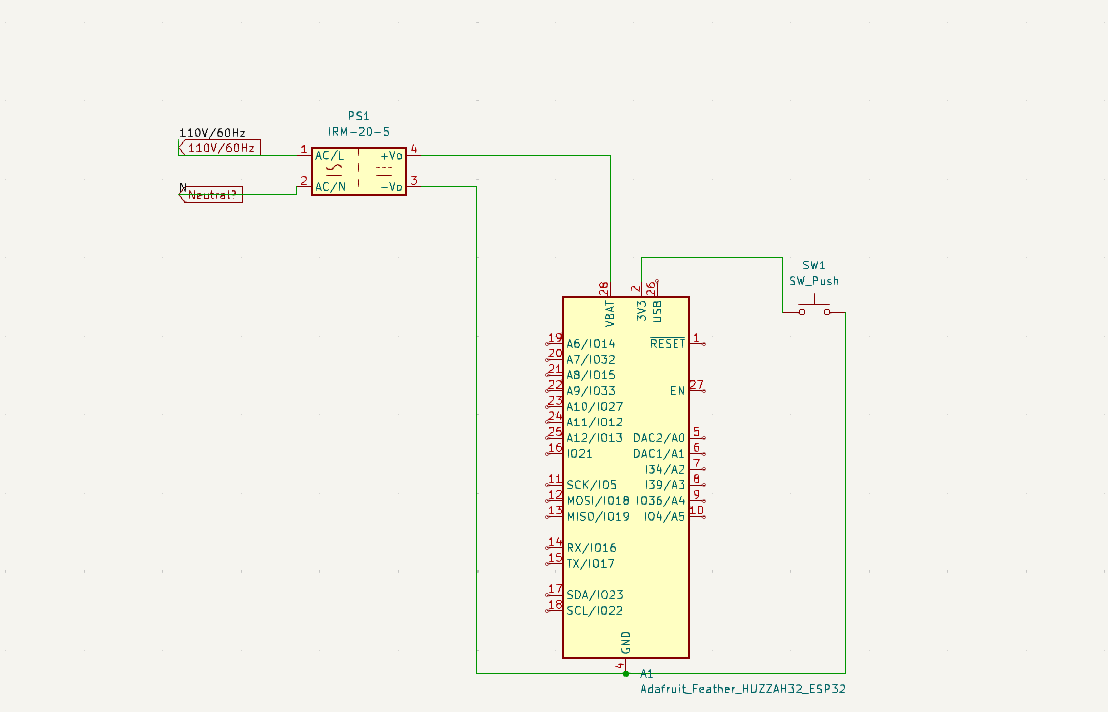 PS1
IRM-20-5
110V/60Hz
110V/60Hz
1
AC/L
+Vo
4
N
Neutral?
2
AC/N
-Vo
3
SW1
SW_Push
28
2
26
VBAT
3V3
USB
19
A6/IO14
RESET
1
20
A7/IO32
21
A8/IO15
22
A9/IO33
EN
27
23
A10/IO27
24
A11/IO12
25
A12/IO13
DAC2/A0
5
16
IO21
DAC1/A1
6
I34/A2
7
11
SCK/IO5
I39/A3
8
12
MOSI/IO18
IO36/A4
9
13
MISO/IO19
IO4/A5
10
14
RX/IO16
15
TX/IO17
17
SDA/IO23
18
SCL/IO22
GND
4
A1
Adafruit_Feather_HUZZAH32_ESP32